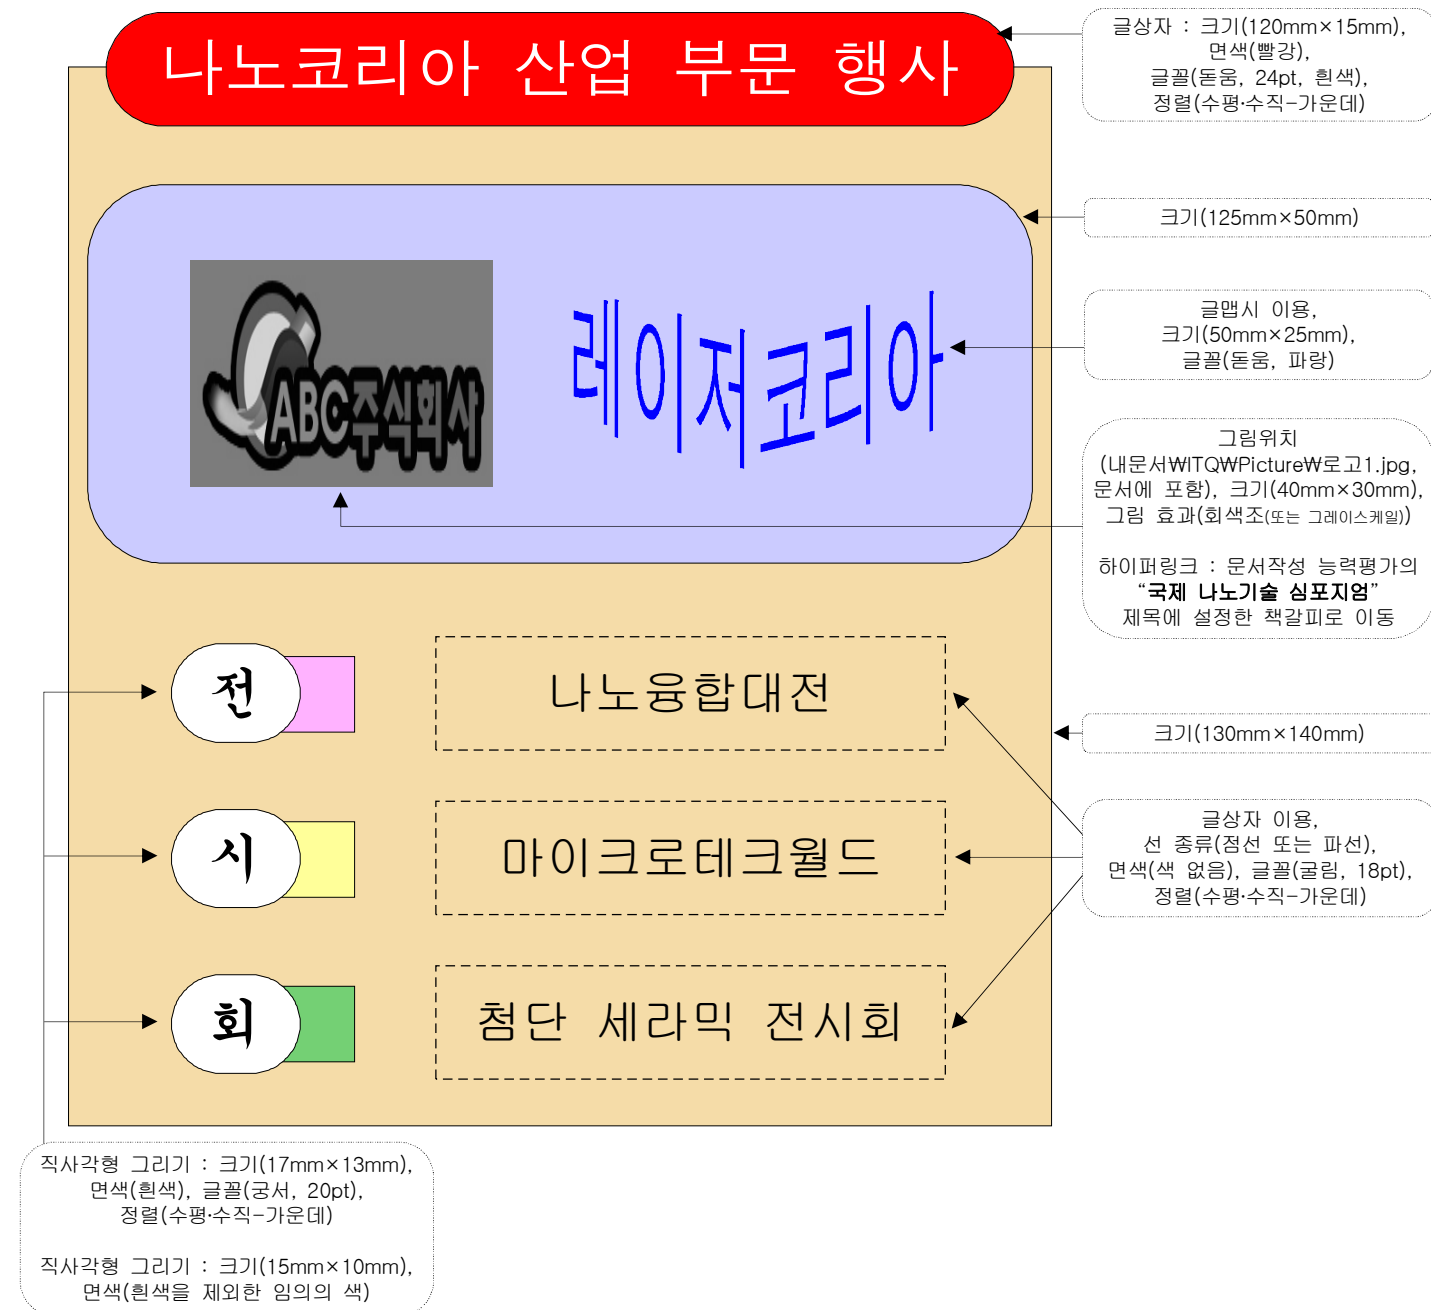 나노코리아 산업 부문 행사
글상자 : 크기(120mm×15mm),
면색(빨강),
글꼴(돋움, 24pt, 흰색),
정렬(수평·수직-가운데)
크기(125mm×50mm)
ABC주식회사
레이저코리아
글맵시 이용,
크기(50mm×25mm),
글꼴(돋움, 파랑)
그림위치
(내문서₩ITQ₩Picture₩로고1.jpg,
문서에 포함), 크기(40mm×30mm),
그림 효과(회색조(또는 그레이스케일))
하이퍼링크 : 문서작성 능력평가의
“국제 나노기술 심포지엄”
제목에 설정한 책갈피로 이동
전
나노융합대전
크기(130mm×140mm)
시
마이크로테크월드
글상자 이용,
선 종류(점선 또는 파선),
면색(색 없음), 글꼴(굴림, 18pt),
정렬(수평·수직-가운데)
회
첨단 세라믹 전시회
직사각형 그리기 : 크기(17mm×13mm),
면색(흰색), 글꼴(궁서, 20pt),
정렬(수평·수직-가운데)
직사각형 그리기 : 크기(15mm×10mm),
면색(흰색을 제외한 임의의 색)